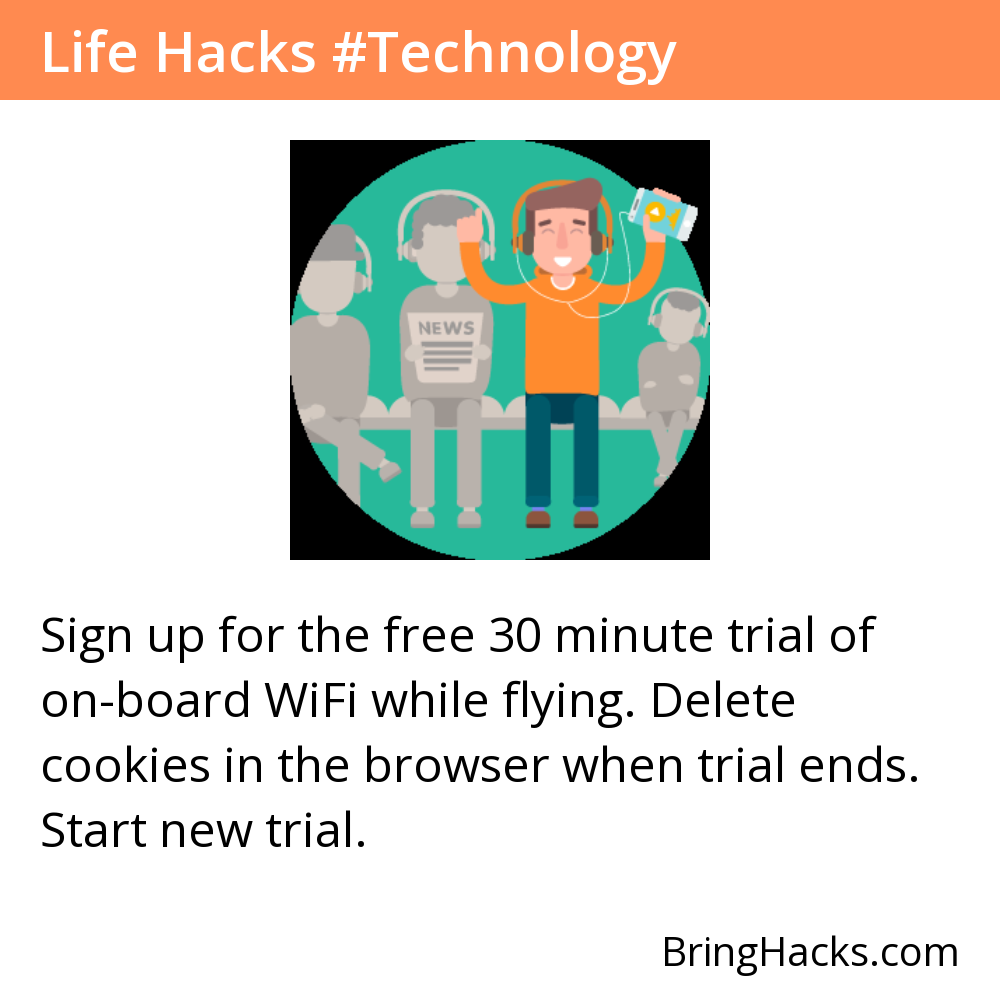 Life Hacks #Technology
NEWS
Sign up for the free 30 minute trial of
on-board WiFi while flying. Delete
cookies in the browser when trial ends.
Start new trial.
BringHacks.com